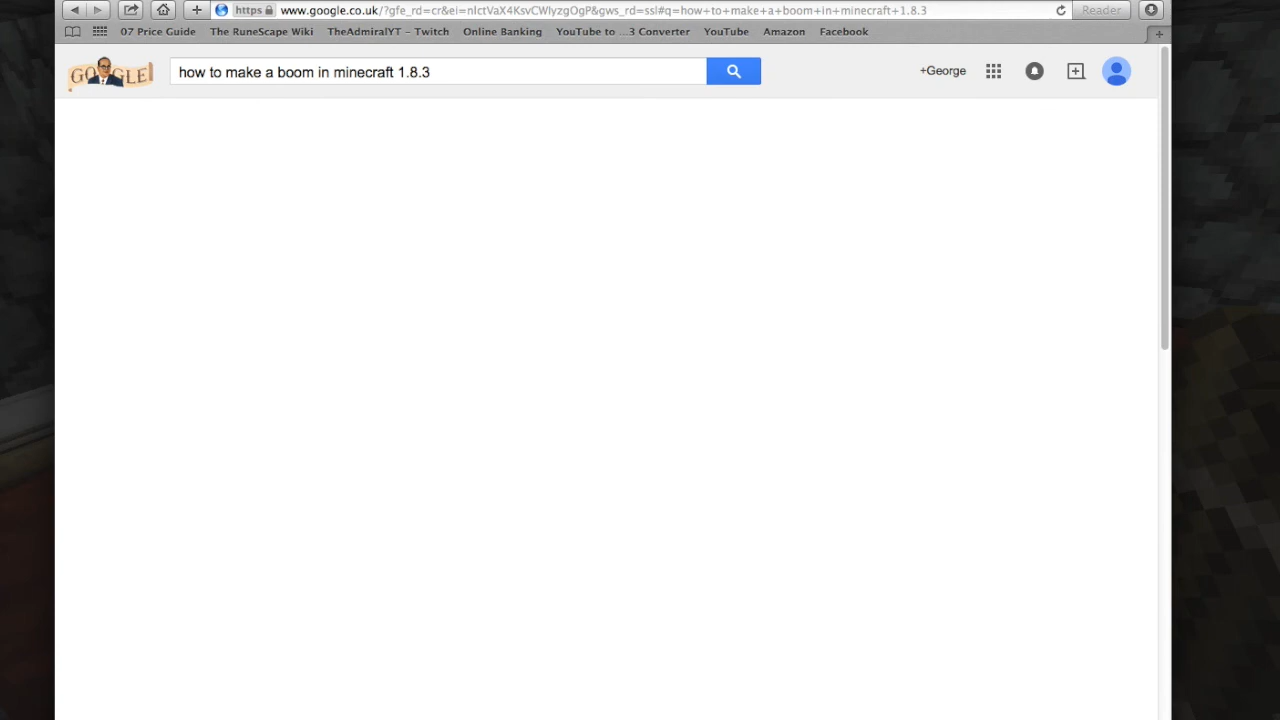 https www.google.co.uk/?gfe_rd=cr&ei=nlctVaX4KsvCWIyzgOgP&gws_rd=ssl#q=how+to+make+a+boom+in+minecraft+1.8.3 Reader
07 Price Guide The RuneScape Wiki TheAdmiralYT - Twitch Online Banking YouTube to ...3 Converter YouTube Amazon Facebook
GOOGLE how to make a boom in minecraft 1.8.3 +George